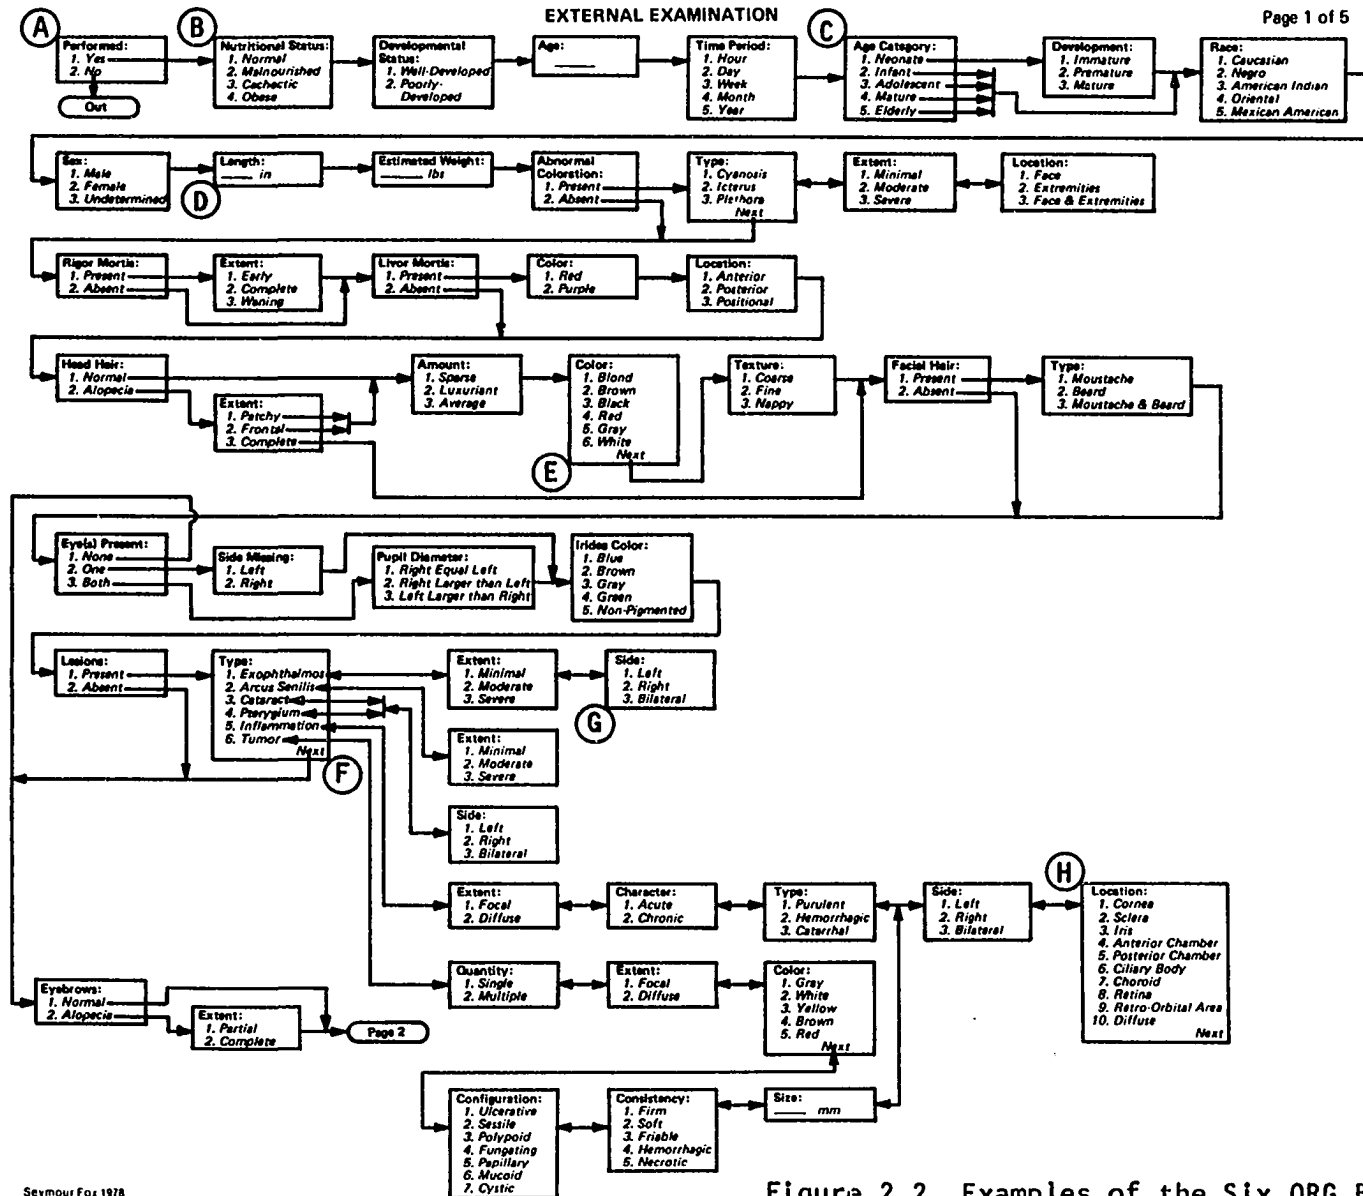 EXTERNAL EXAMINATION
Page 1 of 5
A
Performed:
1. Yes
2. No
Out
B
Nutritional Status:
1. Normal
2. Malnourished
3. Cachectic
4. Obese
Developmental
Status:
1. Well-Developed
2. Poorly-
Developed
Age:
Time Period:
1. Hour
2. Day
3. Week
4. Month
5. Year
C
Age Category:
1. Neonate
2. Infant
3. Adolescent
4. Mature
5. Elderly
Development:
1. Immature
2. Premature
3. Mature
Race:
1. Caucasian
2. Negro
3. American Indian
4. Oriental
5. Mexican American
Sex:
1. Male
2. Female
3. Undetermined
D
Length:
____ in
Estimated Weight:
____ lbs
Abnormal
Coloration:
1. Present
2. Absent
Type:
1. Cyanosis
2. Icterus
3. Plethora
Next
Extent:
1. Minimal
2. Moderate
3. Severe
Location:
1. Face
2. Extremities
3. Face & Extremities
Rigor Mortis:
1. Present
2. Absent
Extent:
1. Early
2. Complete
3. Waning
Livor Mortis:
1. Present
2. Absent
Color:
1. Red
2. Purple
Location:
1. Anterior
2. Posterior
3. Positional
Head Hair:
1. Normal
2. Alopecia
Extent:
1. Patchy
2. Frontal
3. Complete
Amount:
1. Sparse
2. Luxuriant
3. Average
Color:
1. Blond
2. Brown
3. Black
4. Red
5. Gray
6. White
Next
E
Texture:
1. Coarse
2. Fine
3. Nappy
Facial Hair:
1. Present
2. Absent
Type:
1. Moustache
2. Beard
3. Moustache & Beard
Eye(s) Present:
1. None
2. One
3. Both
Side Missing:
1. Left
2. Right
Pupil Diameter:
1. Right Equal Left
2. Right Larger than Left
3. Left Larger than Right
Irides Color:
1. Blue
2. Brown
3. Gray
4. Green
5. Non-Pigmented
Lesions:
1. Present
2. Absent
Type:
1. Exophthalmos
2. Arcus Senilis
3. Cataract
4. Pterygium
5. Inflammation
6. Tumor
Next
F
Extent:
1. Minimal
2. Moderate
3. Severe
Side:
1. Left
2. Right
3. Bilateral
G
Extent:
1. Minimal
2. Moderate
3. Severe
Side:
1. Left
2. Right
3. Bilateral
Extent:
1. Focal
2. Diffuse
Character:
1. Acute
2. Chronic
Type:
1. Purulent
2. Hemorrhagic
3. Catarrhal
Side:
1. Left
2. Right
3. Bilateral
H
Location:
1. Cornea
2. Sclera
3. Iris
4. Anterior Chamber
5. Posterior Chamber
6. Ciliary Body
7. Choroid
8. Retina
9. Retro-Orbital Area
10. Diffuse
Next
Quantity:
1. Single
2. Multiple
Extent:
1. Focal
2. Diffuse
Color:
1. Gray
2. White
3. Yellow
4. Brown
5. Red
Next
Eyebrows:
1. Normal
2. Alopecia
Extent:
1. Partial
2. Complete
Page 2
Configuration:
1. Ulcerative
2. Sessile
3. Polypoid
4. Fungating
5. Papillary
6. Mucoid
7. Cystic
Consistency:
1. Firm
2. Soft
3. Friable
4. Hemorrhagic
5. Necrotic
Size:
____ mm
Seymour Fox 1978
Figure 2.2 Examples of the Six ORG